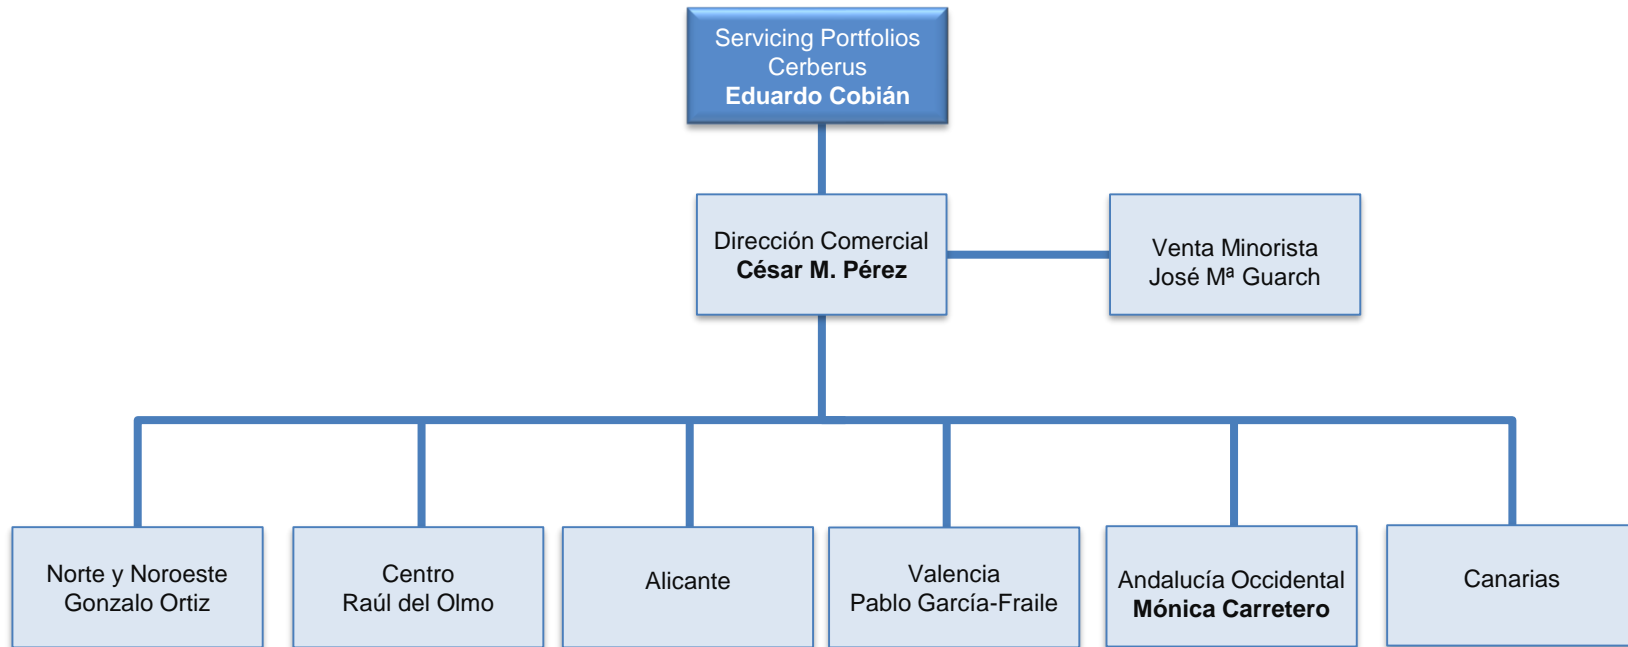 Servicing Portfolios
Cerberus
Eduardo Cobián
Dirección Comercial
César M. Pérez
Venta Minorista
José Mª Guarch
Norte y Noroeste
Gonzalo Ortiz
Centro
Raúl del Olmo
Alicante
Valencia
Pablo García-Fraile
Andalucía Occidental
Mónica Carretero
Canarias